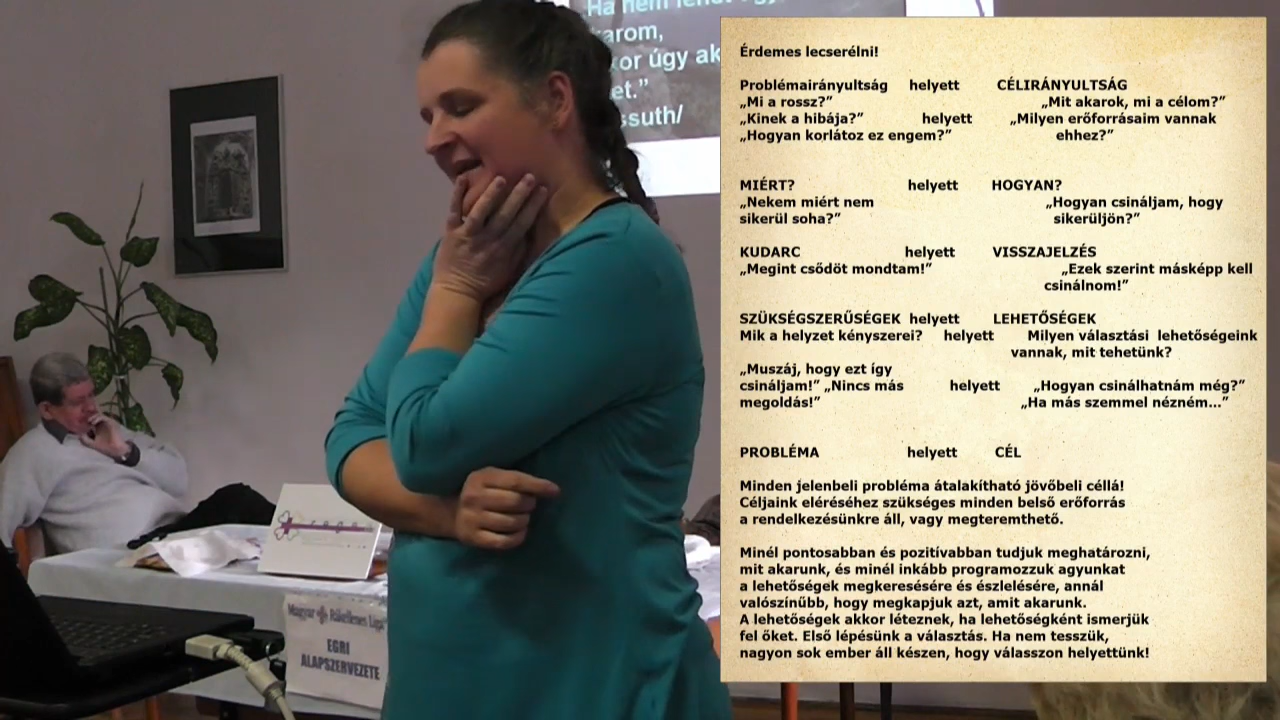 Ha nem lehet úgy
karom,
kor úgy ak
et.”
ssuth/
Érdemes lecserélni!
Problémairányultság helyett CÉLIRÁNYULTSÁG
„Mi a rossz?” „Mit akarok, mi a célom?”
„Kinek a hibája?” helyett „Milyen erőforrásaim vannak
„Hogyan korlátoz ez engem?” ehhez?”
MIÉRT? helyett HOGYAN?
„Nekem miért nem „Hogyan csináljam, hogy
sikerül soha?” sikerüljön?”
KUDARC helyett VISSZAJELZÉS
„Megint csődöt mondtam!” „Ezek szerint másképp kell
csinálnom!”
SZÜKSÉGSZERŰSÉGEK helyett LEHETŐSÉGEK
Mik a helyzet kényszerei? helyett Milyen választási lehetőségeink
vannak, mit tehetünk?
„Muszáj, hogy ezt így
csináljam!” „Nincs más helyett „Hogyan csinálhatnám még?”
megoldás!” „Ha más szemmel nézném...”
PROBLÉMA helyett CÉL
Minden jelenbeli probléma átalakítható jövőbeli céllá!
Céljaink eléréséhez szükséges minden belső erőforrás
a rendelkezésünkre áll, vagy megteremthető.
Minél pontosabban és pozitívabban tudjuk meghatározni,
mit akarunk, és minél inkább programozzuk agyunkat
a lehetőségek megkeresésére és észlelésére, annál
valószínűbb, hogy megkapjuk azt, amit akarunk.
A lehetőségek akkor léteznek, ha lehetőségként ismerjük
fel őket. Első lépésünk a választás. Ha nem tesszük,
nagyon sok ember áll készen, hogy válasszon helyettünk!
Magyar Rákellenes Liga
EGRI
ALAPSZERVEZETE